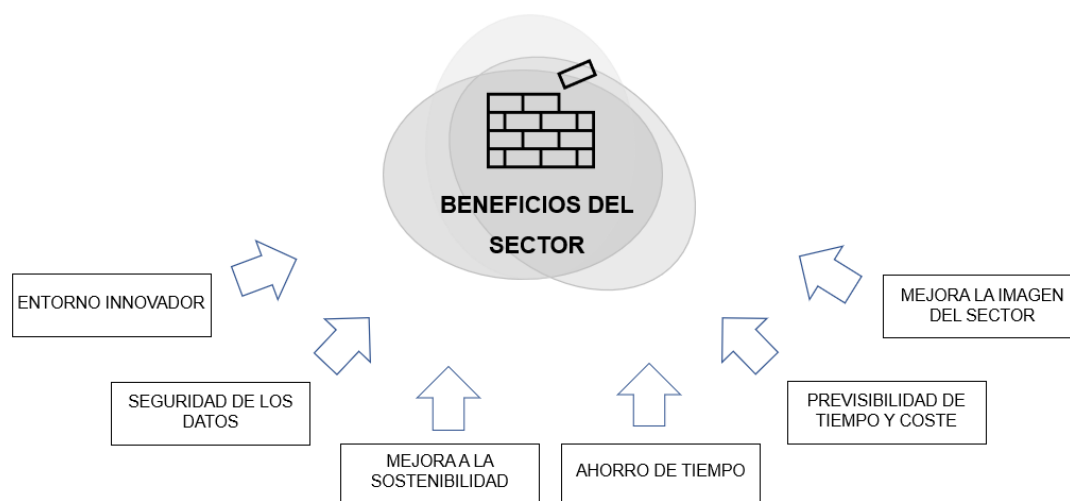 BENEFICIOS DEL
SECTOR
ENTORNO INNOVADOR
SEGURIDAD DE LOS
DATOS
MEJORA A LA
SOSTENIBILIDAD
AHORRO DE TIEMPO
PREVISIBILIDAD DE
TIEMPO Y COSTE
MEJORA LA IMAGEN
DEL SECTOR